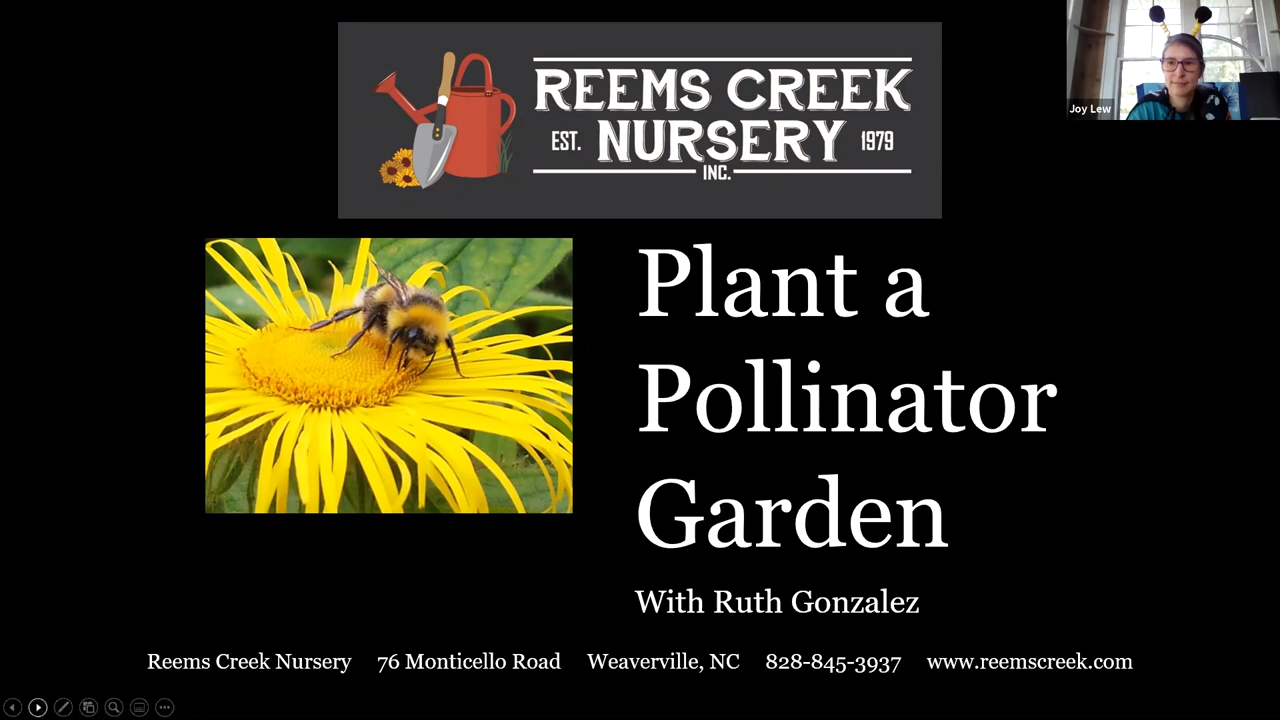 REEMS CREEK
EST. NURSERY 1979
INC.
Joy Lew
Plant a
Pollinator
Garden
With Ruth Gonzalez
Reems Creek Nursery 76 Monticello Road Weaverville, NC 828-845-3937 www.reemscreek.com